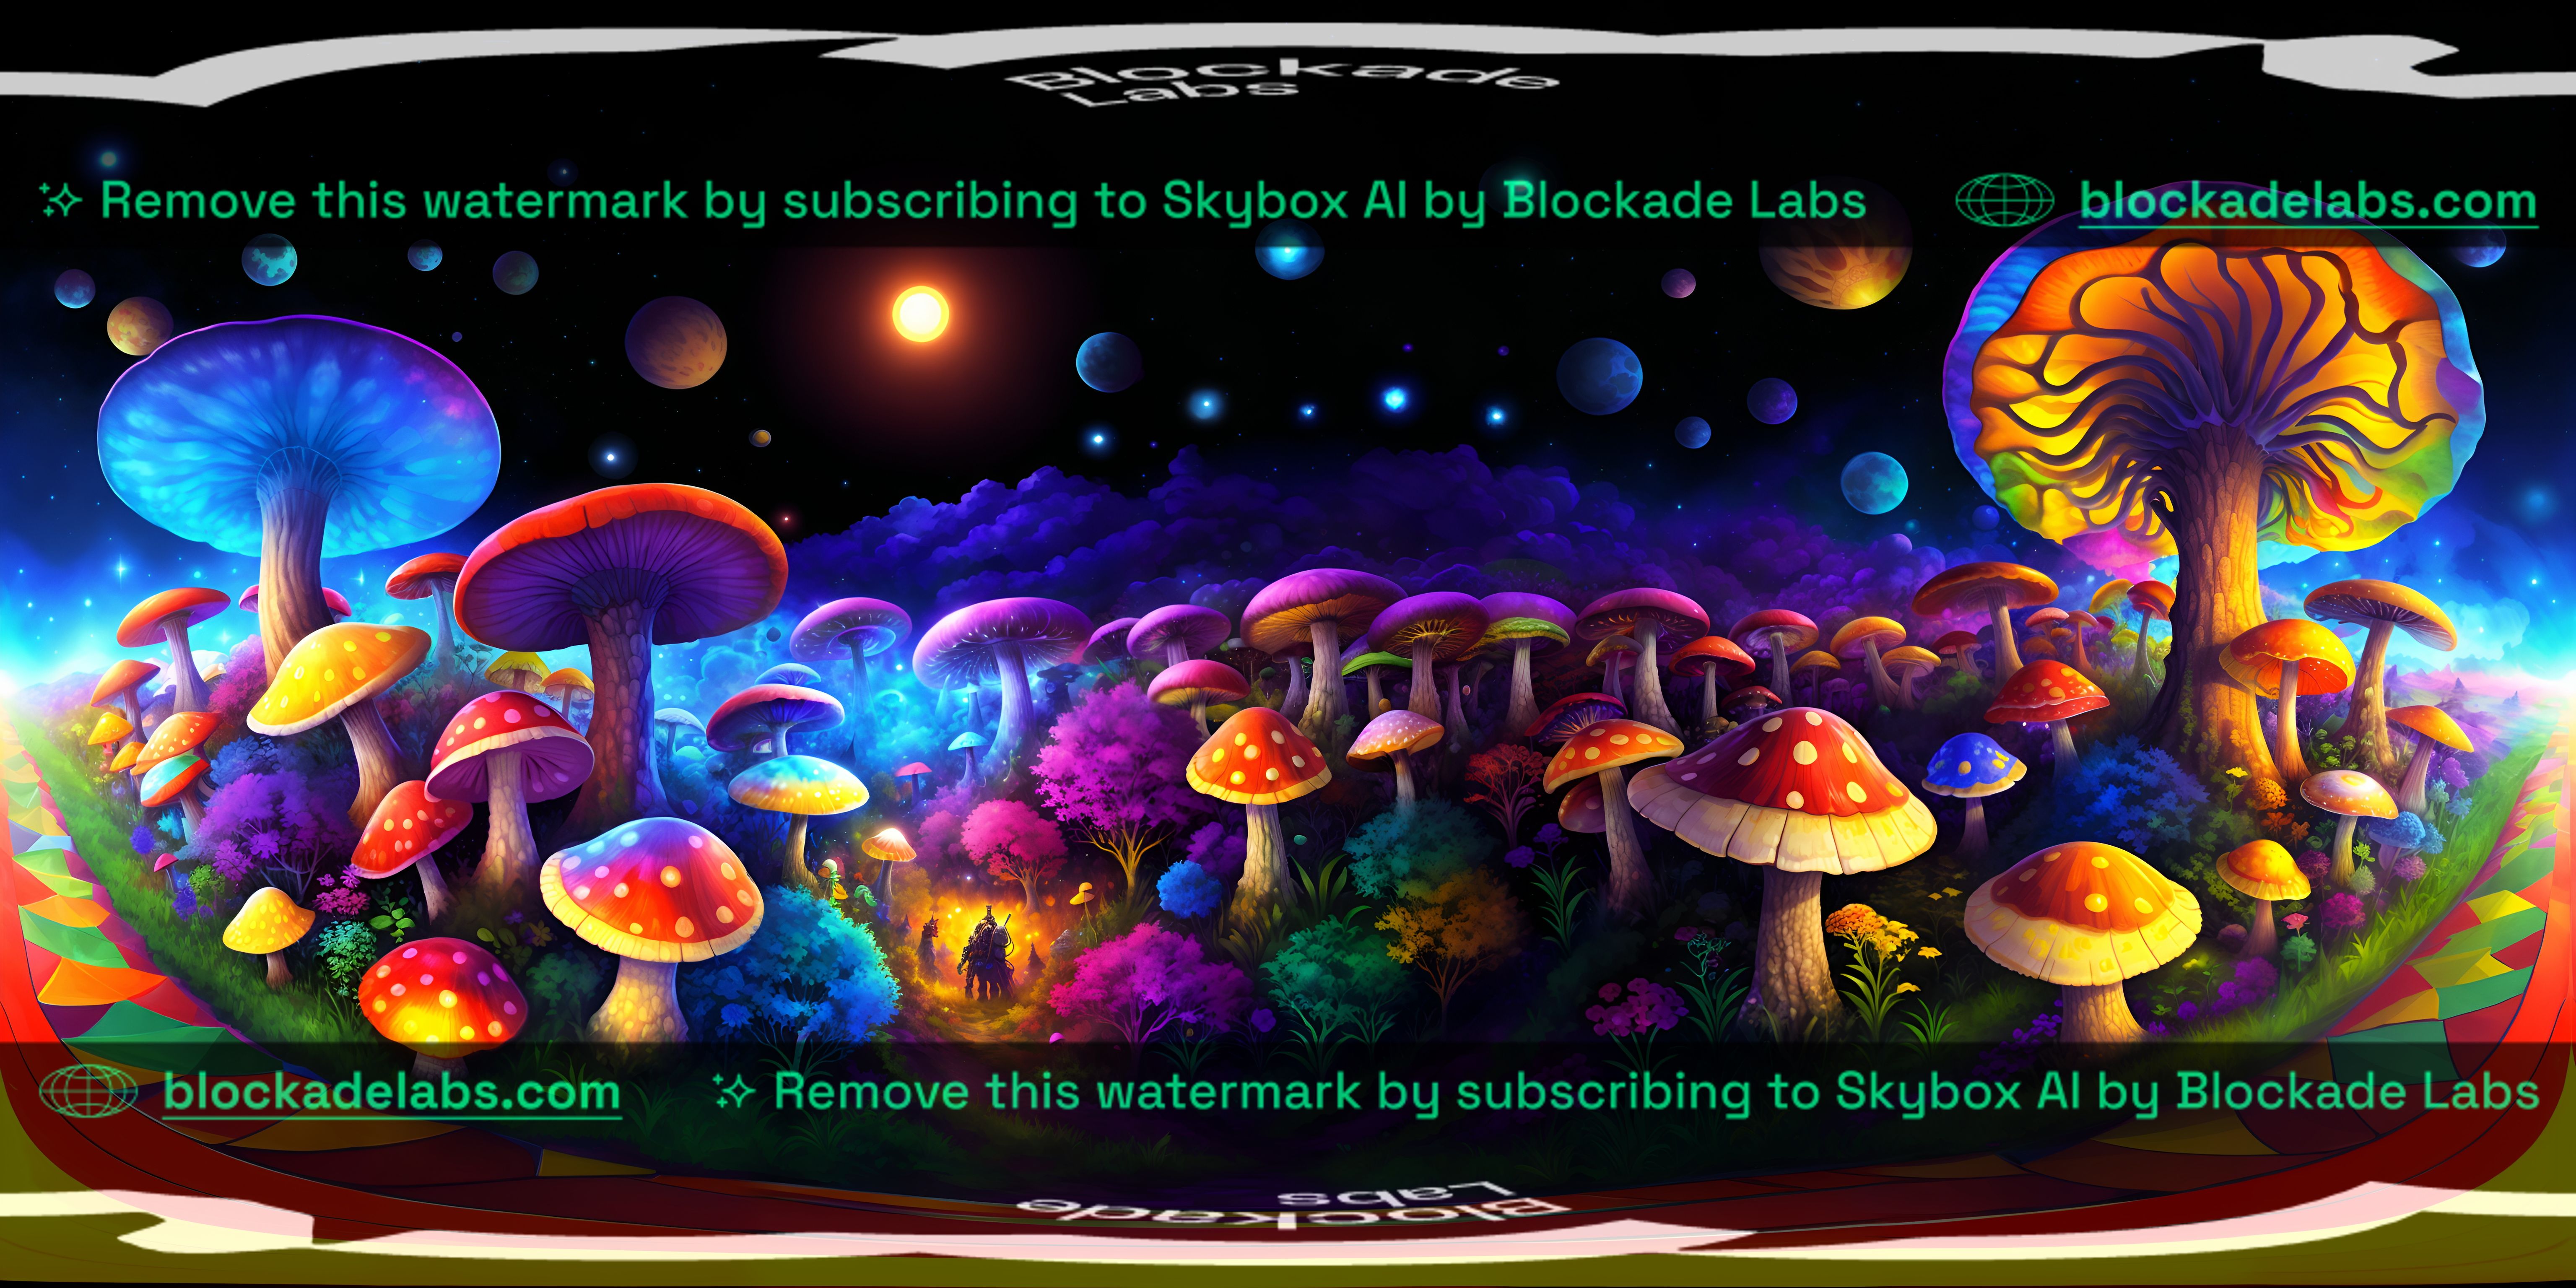 Blockade
Labs
Remove this watermark by subscribing to Skybox AI by Blockade Labs
blockadelabs.com
blockadelabs.com
Remove this watermark by subscribing to Skybox AI by Blockade Labs
Blockade
Labs